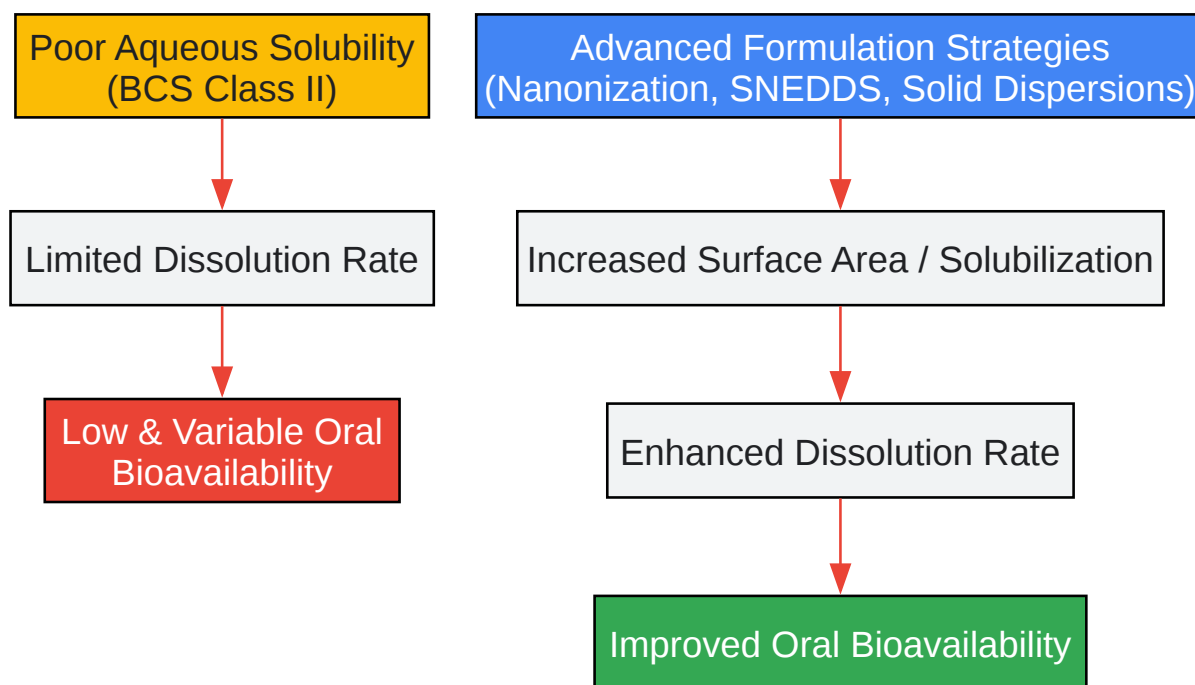 Poor Aqueous Solubility
(BCS Class II)
Limited Dissolution Rate
Low & Variable Oral
Bioavailability
Advanced Formulation Strategies
(Nanonization, SNEDDS, Solid Dispersions)
Increased Surface Area / Solubilization
Enhanced Dissolution Rate
Improved Oral Bioavailability